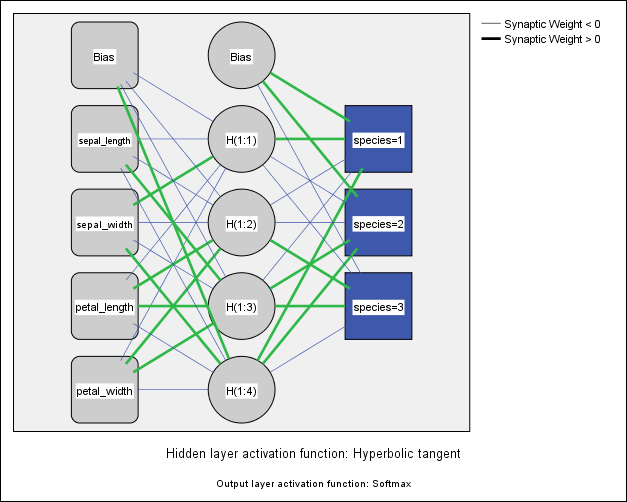 Synaptic Weight < 0
Synaptic Weight > 0
Bias
Bias
sepal_length
H(1:1)
species=1
sepal_width
H(1:2)
species=2
petal_length
H(1:3)
species=3
petal_width
H(1:4)
Hidden layer activation function: Hyperbolic tangent
Output layer activation function: Softmax